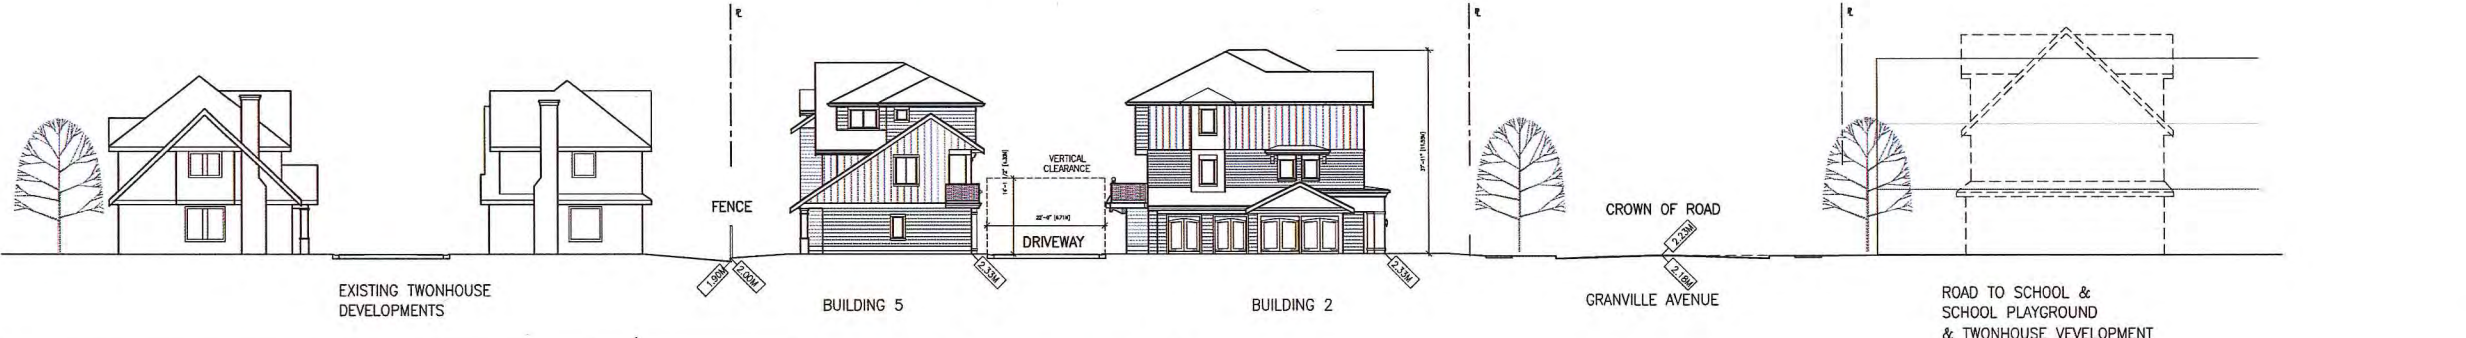 EXISTING TWONHOUSE
DEVELOPMENTS
FENCE
1.90M
2.00M
BUILDING 5
VERTICAL
CLEARANCE
DRIVEWAY
2.33M
BUILDING 2
2.33M
CROWN OF ROAD
2.23M
2.18M
GRANVILLE AVENUE
ROAD TO SCHOOL &
SCHOOL PLAYGROUND
& TWONHOUSE VEVELOPMENT